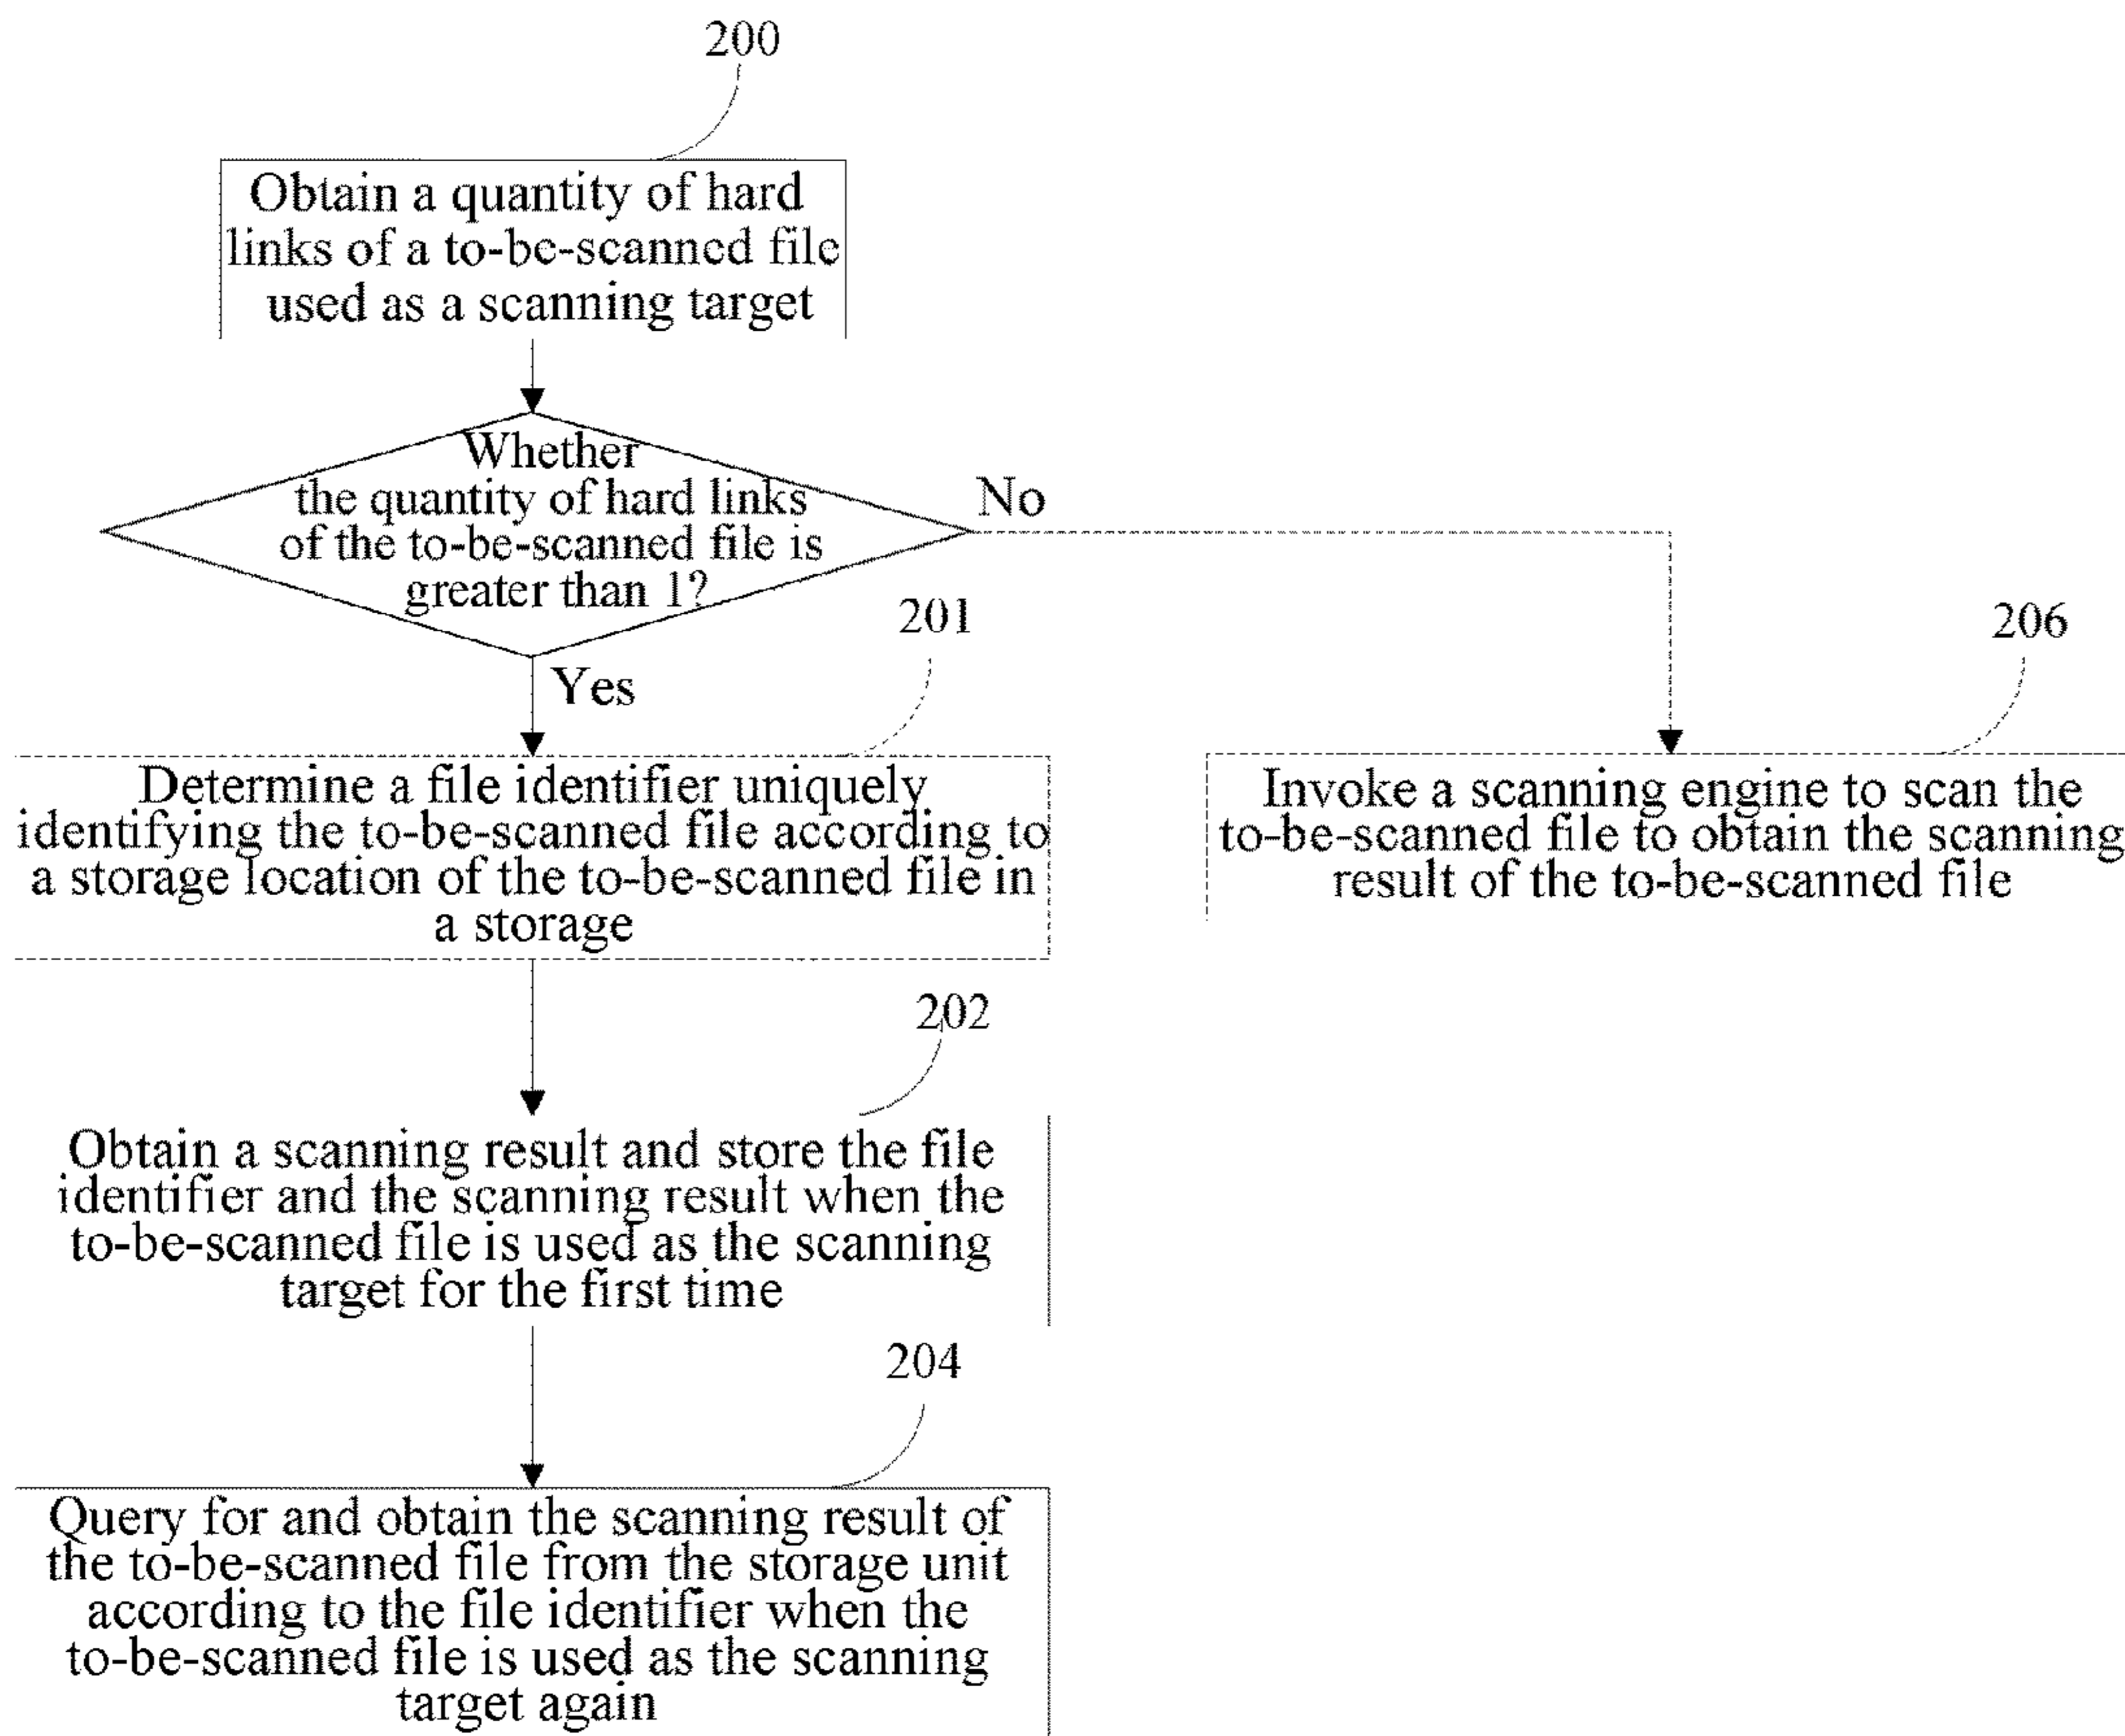 200
Obtain a quantity of hard
links of a to-be-scanned file
used as a scanning target
Whether
the quantity of hard links
of the to-be-scanned file is
greater than 1?
No
Yes
201
Determine a file identifier uniquely
identifying the to-be-scanned file according to
a storage location of the to-be-scanned file in
a storage
206
Invoke a scanning engine to scan the
to-be-scanned file to obtain the scanning
result of the to-be-scanned file
202
Obtain a scanning result and store the file
identifier and the scanning result when the
to-be-scanned file is used as the scanning
target for the first time
204
Query for and obtain the scanning result of
the to-be-scanned file from the storage unit
according to the file identifier when the
to-be-scanned file is used as the scanning
target again